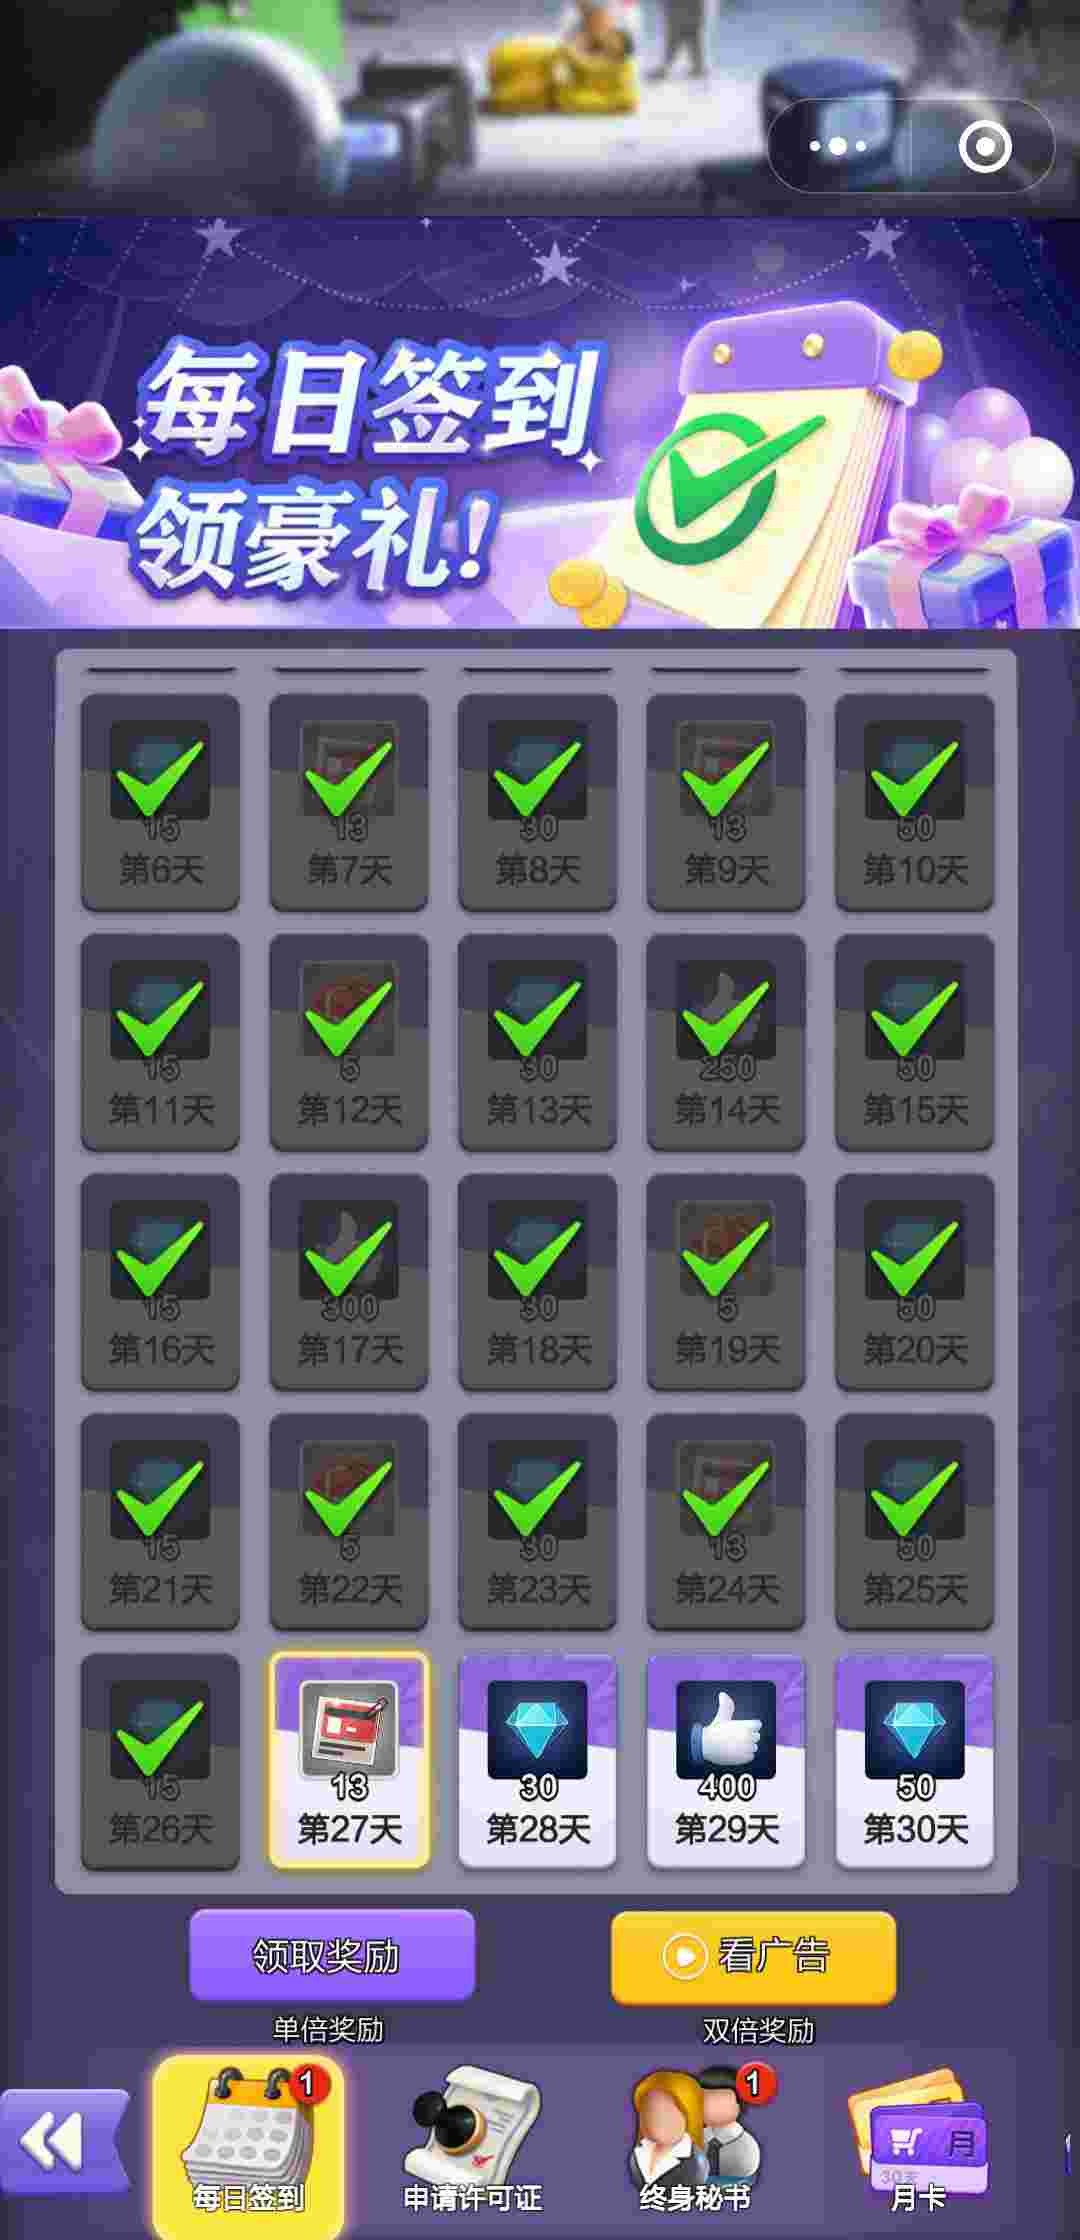 每日签到
领豪礼!
15 13 30 13 50
第6天 第7天 第8天 第9天 第10天
15 5 30 250 50
第11天 第12天 第13天 第14天 第15天
15 300 30 5 50
第16天 第17天 第18天 第19天 第20天
15 5 30 13 50
第21天 第22天 第23天 第24天 第25天
15 13 30 400 50
第26天 第27天 第28天 第29天 第30天
领取奖励 看广告
单倍奖励 双倍奖励
1 1
月
30天
每日签到 申请许可证 终身秘书 月卡